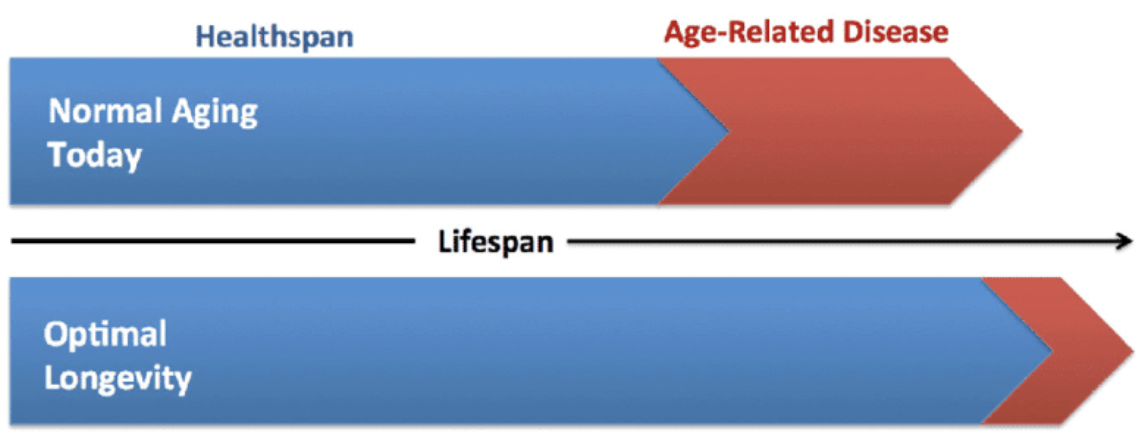 Healthspan
Age-Related Disease
Normal Aging
Today
Lifespan
Optimal
Longevity